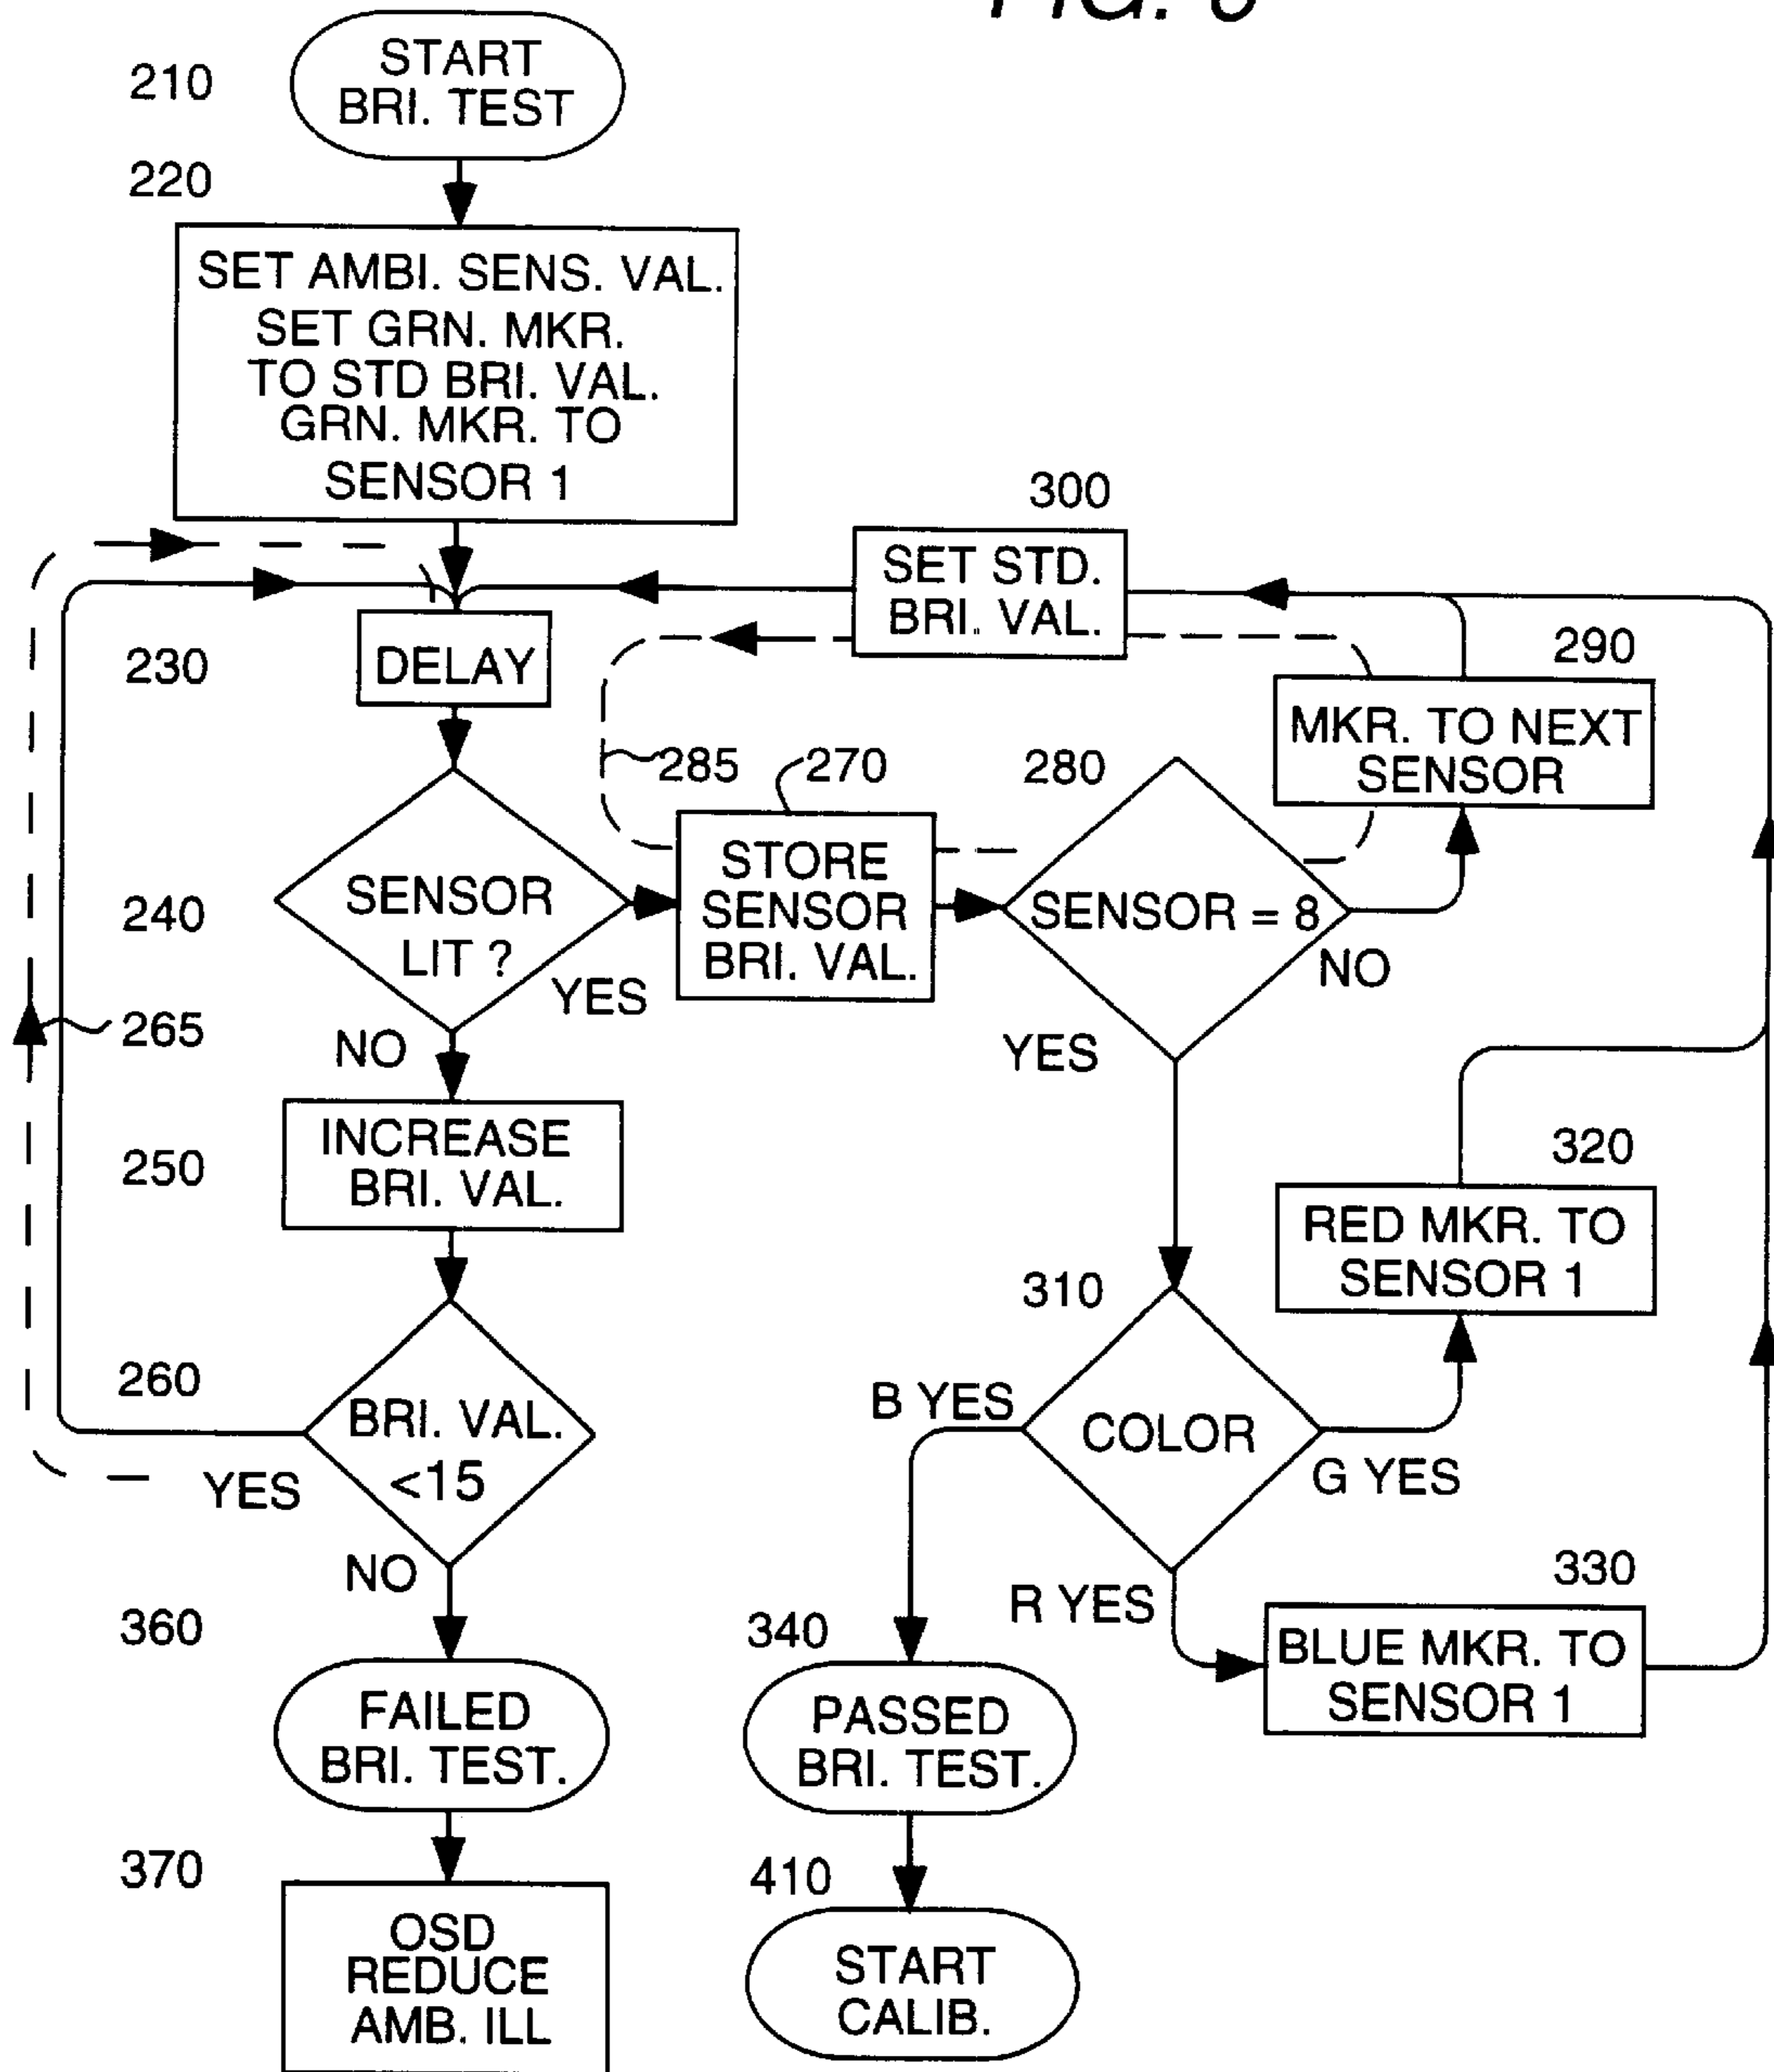 FIG.
210
START
BRI. TEST
220
SET AMBI. SENS. VAL.
SET GRN. MKR.
TO STD BRI. VAL.
GRN. MKR. TO
SENSOR 1
300
SET STD.
BRI. VAL.
230
DELAY
290
MKR. TO NEXT
SENSOR
285
270
280
240
SENSOR
LIT ?
YES
STORE
SENSOR
BRI. VAL.
SENSOR = 8
NO
YES
265
NO
250
INCREASE
BRI. VAL.
320
RED MKR. TO
SENSOR 1
310
260
BRI. VAL.
<15
YES
B YES
COLOR
G YES
NO
R YES
330
BLUE MKR. TO
SENSOR 1
360
FAILED
BRI. TEST.
340
PASSED
BRI. TEST.
370
OSD
REDUCE
AMB. ILL
410
START
CALIB.